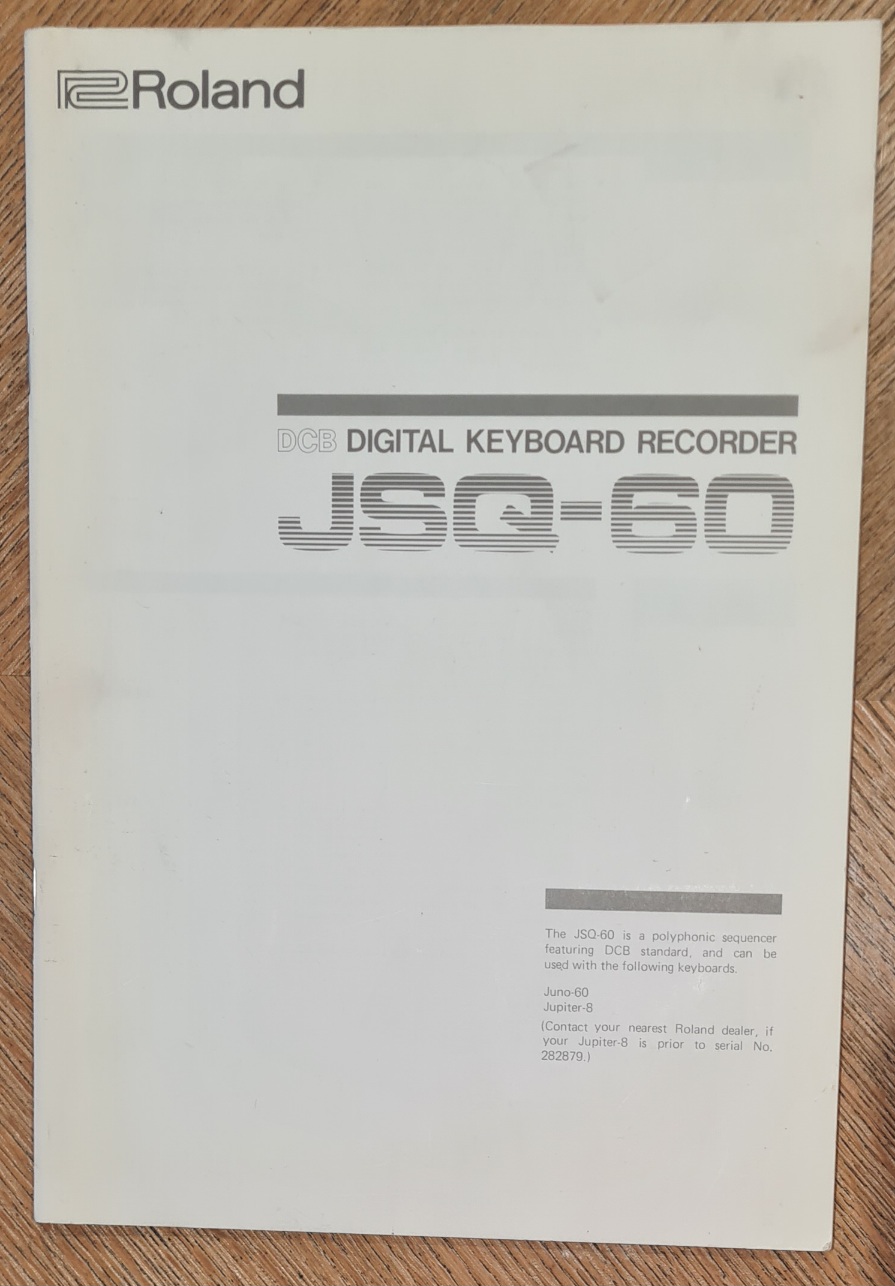 Roland
DCB DIGITAL KEYBOARD RECORDER
JSQ-60
The JSQ-60 is a polyphonic sequencer
featuring DCB standard, and can be
used with the following keyboards.
Juno-60
Jupiter-8
(Contact your nearest Roland dealer, if
your Jupiter-8 is prior to serial No.
282879.)